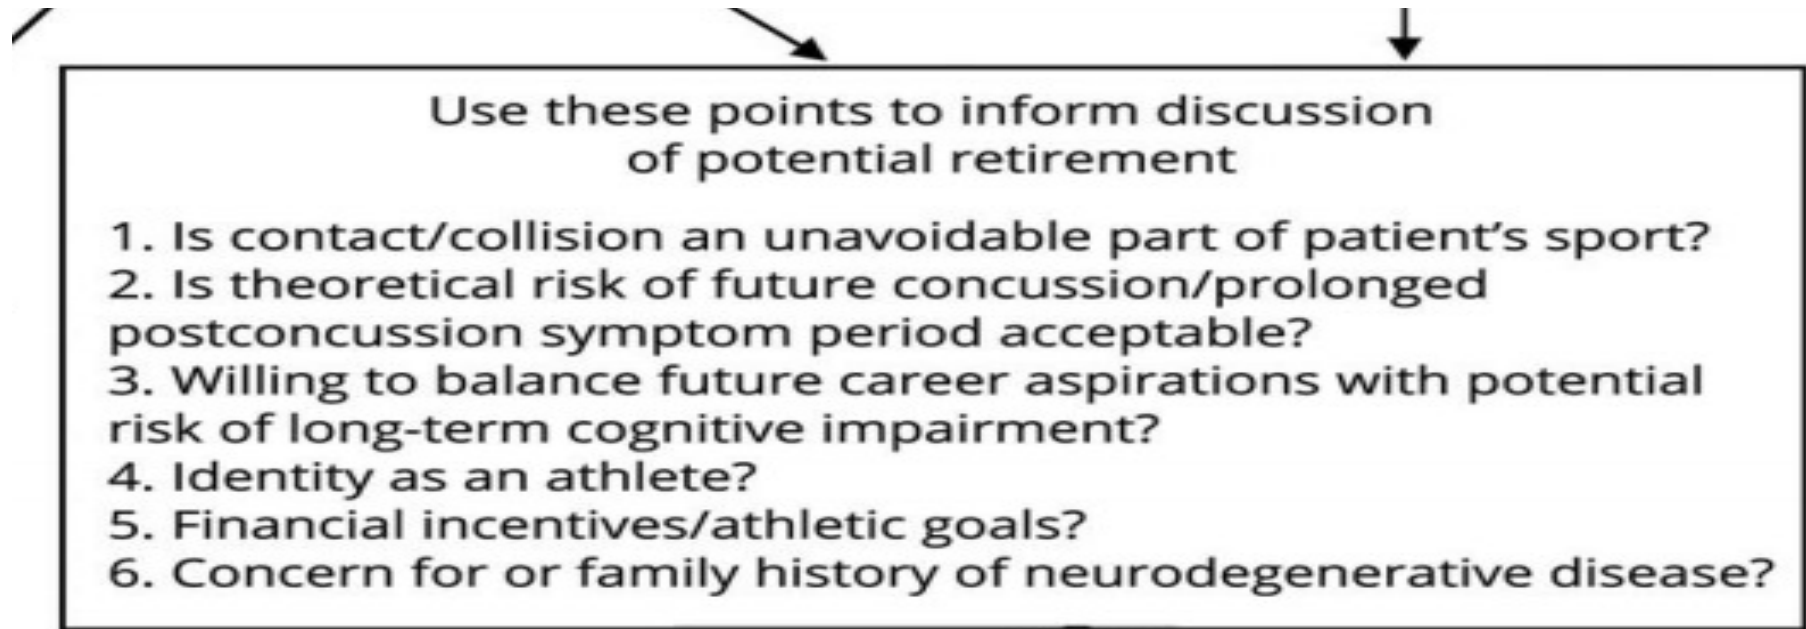 Use these points to inform discussion
of potential retirement
1. Is contact/collision an unavoidable part of patient’s sport?
2. Is theoretical risk of future concussion/prolonged
postconcussion symptom period acceptable?
3. Willing to balance future career aspirations with potential
risk of long-term cognitive impairment?
4. Identity as an athlete?
5. Financial incentives/athletic goals?
6. Concern for or family history of neurodegenerative disease?